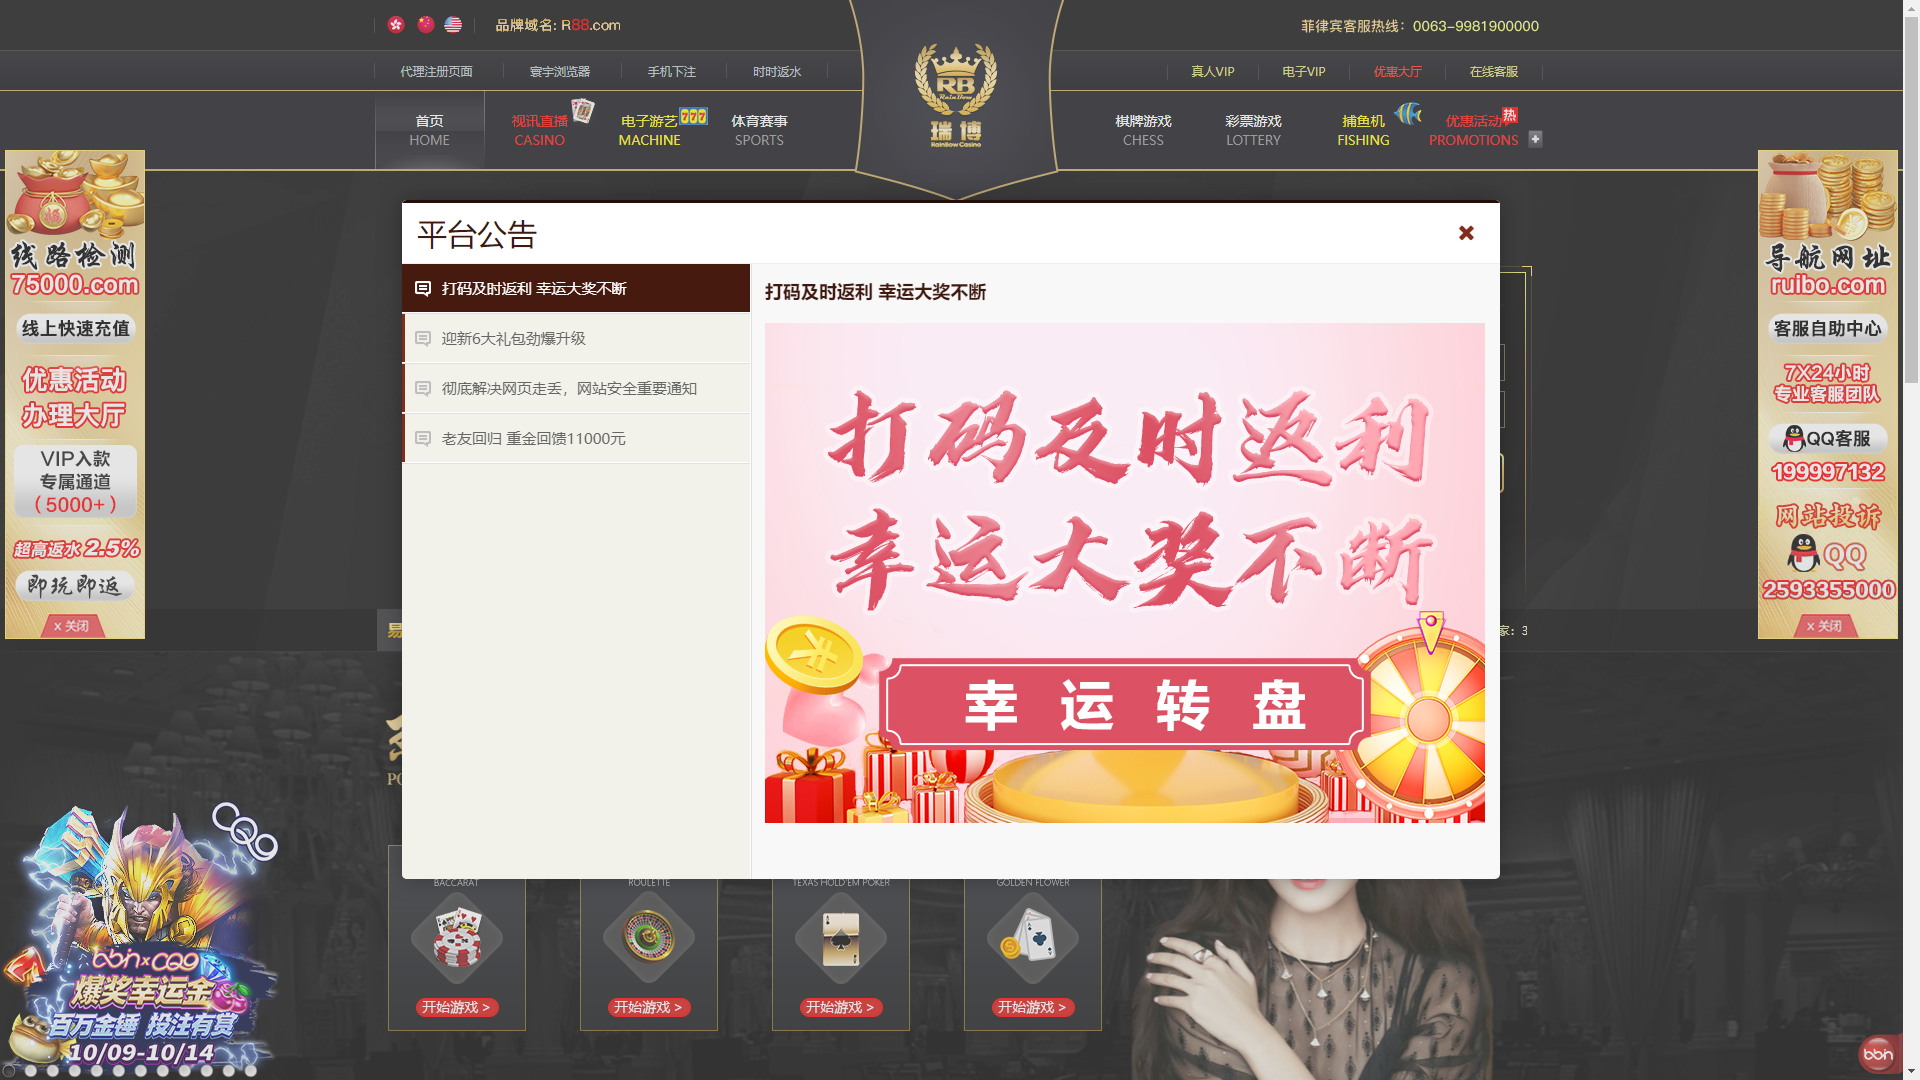 品牌域名: R88.com
菲律宾客服热线： 0063-9981900000
代理注册页面
寰宇浏览器
手机下注
时时返水
真人VIP
电子VIP
优惠大厅
在线客服
首页
HOME
视讯直播
CASINO
电子游艺
777
MACHINE
体育赛事
SPORTS
RB
RainBow
瑞博
RainBow Casino
棋牌游戏
CHESS
彩票游戏
LOTTERY
捕鱼机
FISHING
优惠活动
热
PROMOTIONS
福
线路检测
75000.com
线上快速充值
优惠活动
办理大厅
VIP入款
专属通道
（5000+）
超高返水 2.5%
即玩即返
x 关闭
平台公告
打码及时返利 幸运大奖不断
迎新6大礼包劲爆升级
彻底解决网页走丢，网站安全重要通知
老友回归 重金回馈11000元
打码及时返利 幸运大奖不断
打码及时返利
幸运大奖不断
幸运转盘
导航网址
ruibo.com
客服自助中心
7X24小时
专业客服团队
QQ客服
199997132
网站投诉
QQ
2593355000
x 关闭
易
家: 3
PO
BACCARAT
ROULETTE
TEXAS HOLD'EM POKER
GOLDEN FLOWER
开始游戏 >
开始游戏 >
开始游戏 >
开始游戏 >
CQ9
bbin x CQ9
爆奖幸运金
百万金锤 投注有赏
10/09-10/14
bbin